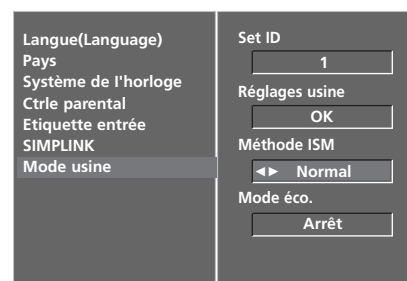 Langue(Language)
Pays
Système de I'horloge
Ctrle parental
Etiquette entrée
SIMPLINK
Mode usine
Set ID
1
Réglages usine
OK
Méthode ISM
◄► Normal
Mode éco.
Arrêt